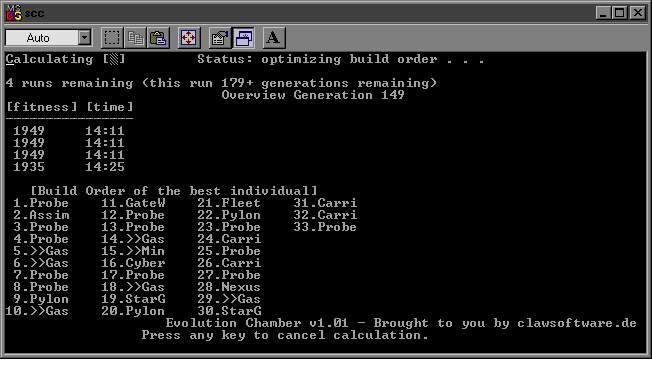 MS
DOS
scc
Auto
A
Calculating [▒] Status: optimizing build order . . .
4 runs remaining (this run 179+ generations remaining)
Overview Generation 149
[fitness] [time]
----------------
1949 14:11
1949 14:11
1949 14:11
1935 14:25
[Build Order of the best individual]
1.Probe 11.GateW 21.Fleet 31.Carri
2.Assim 12.Probe 22.Pylon 32.Carri
3.Probe 13.Probe 23.Probe 33.Probe
4.Probe 14.>>Gas 24.Carri
5.>>Gas 15.>>Min 25.Probe
6.>>Gas 16.Cyber 26.Carri
7.Probe 17.Probe 27.Probe
8.Probe 18.>>Gas 28.Nexus
9.Pylon 19.StarG 29.>>Gas
10.>>Gas 20.Pylon 30.StarG
Evolution Chamber v1.01 - Brought to you by clawsoftware.de
Press any key to cancel calculation.